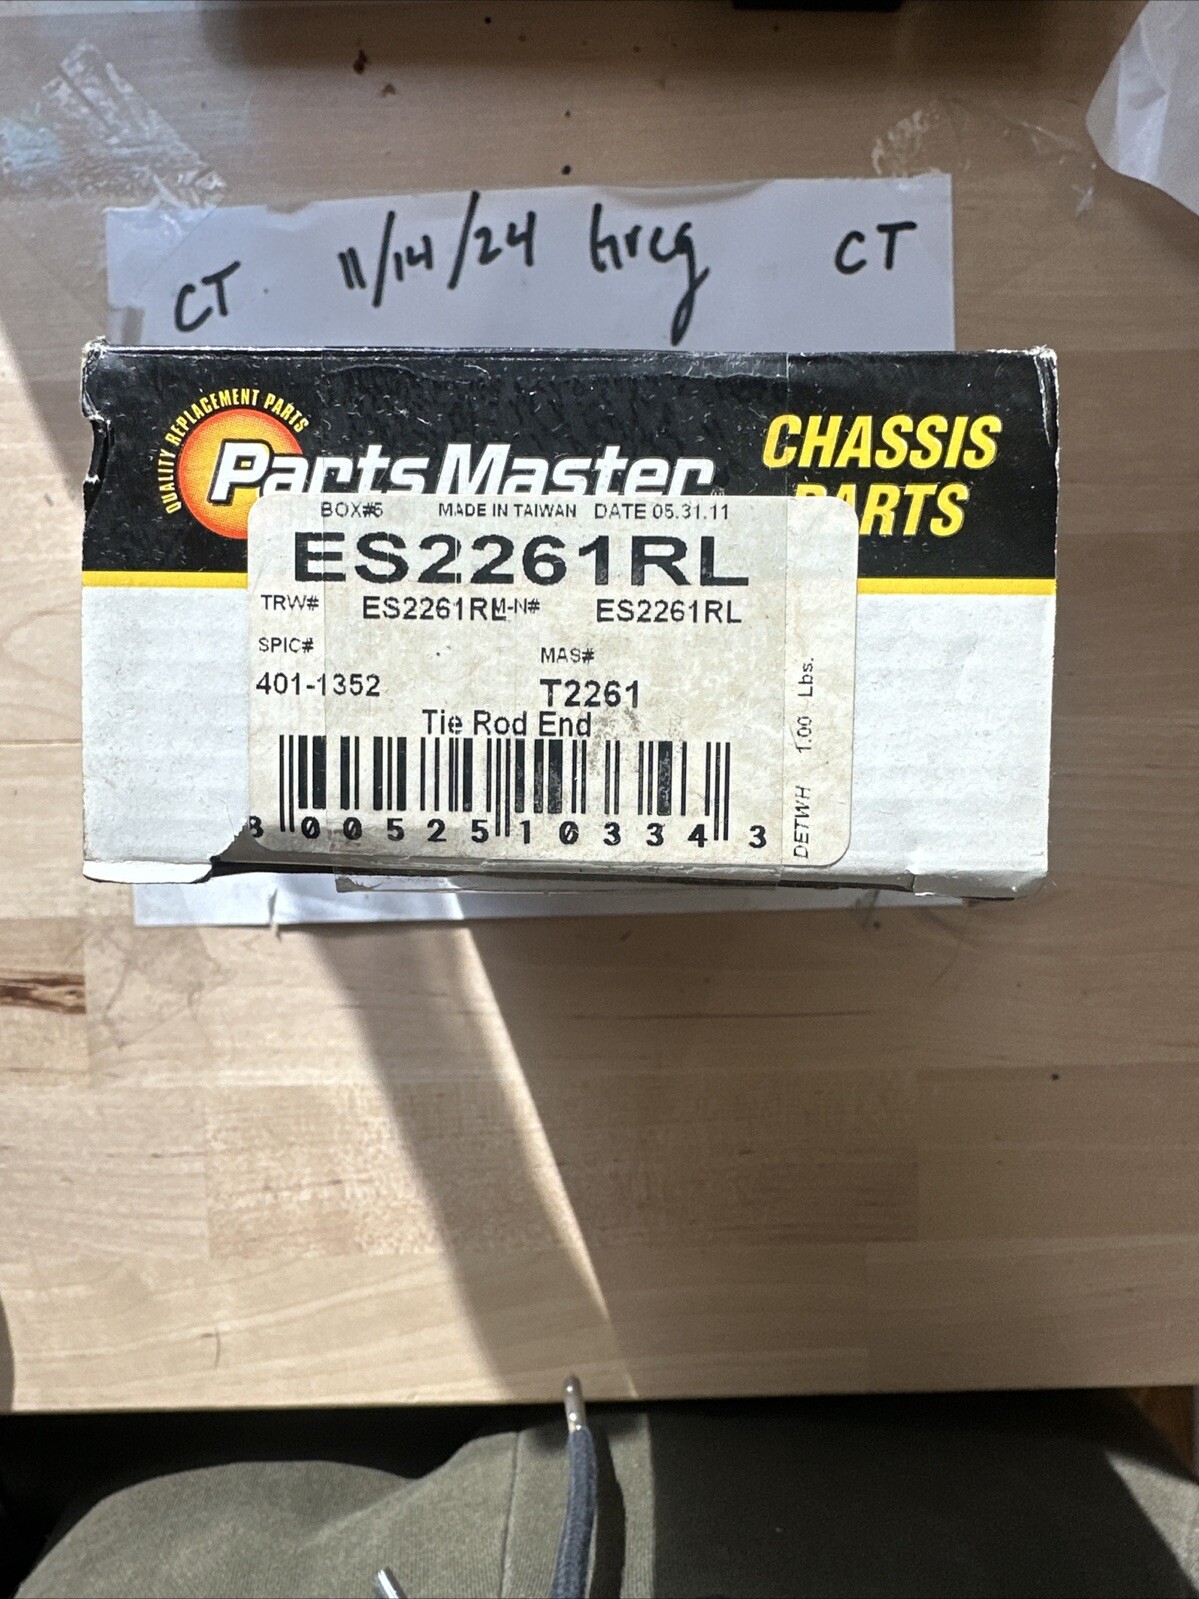 CT 11/14/24 Greg CT
QUALITY REPLACEMENT PARTS
PartsMaster
CHASSIS
PARTS
BOX#6 MADE IN TAIWAN DATE 05.31.11
ES2261RL
TRW# ES2261RL M-N# ES2261RL
SPIC# MAS#
401-1352 T2261
Tie Rod End
8 00525 10334 3
DETWH 1.00 Lbs.